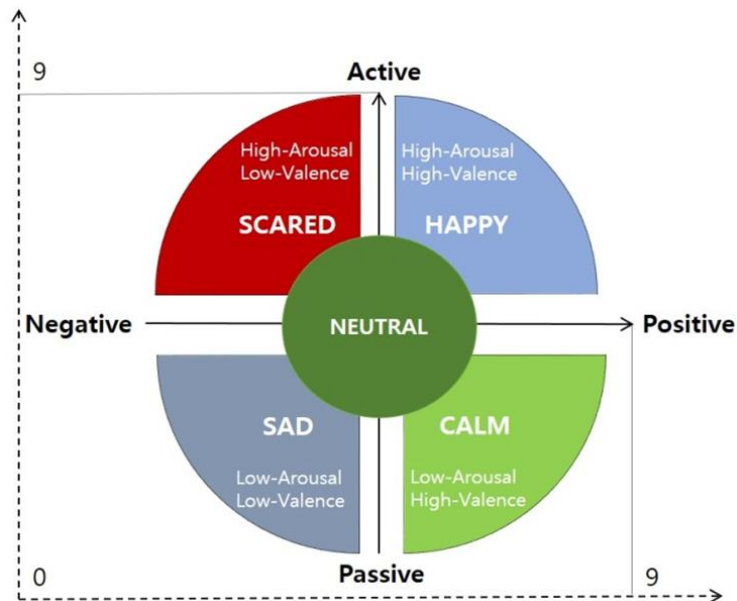 9
Active
High-Arousal
Low-Valence
SCARED
High-Arousal
High-Valence
HAPPY
Negative
NEUTRAL
Positive
SAD
Low-Arousal
Low-Valence
CALM
Low-Arousal
High-Valence
0
Passive
9